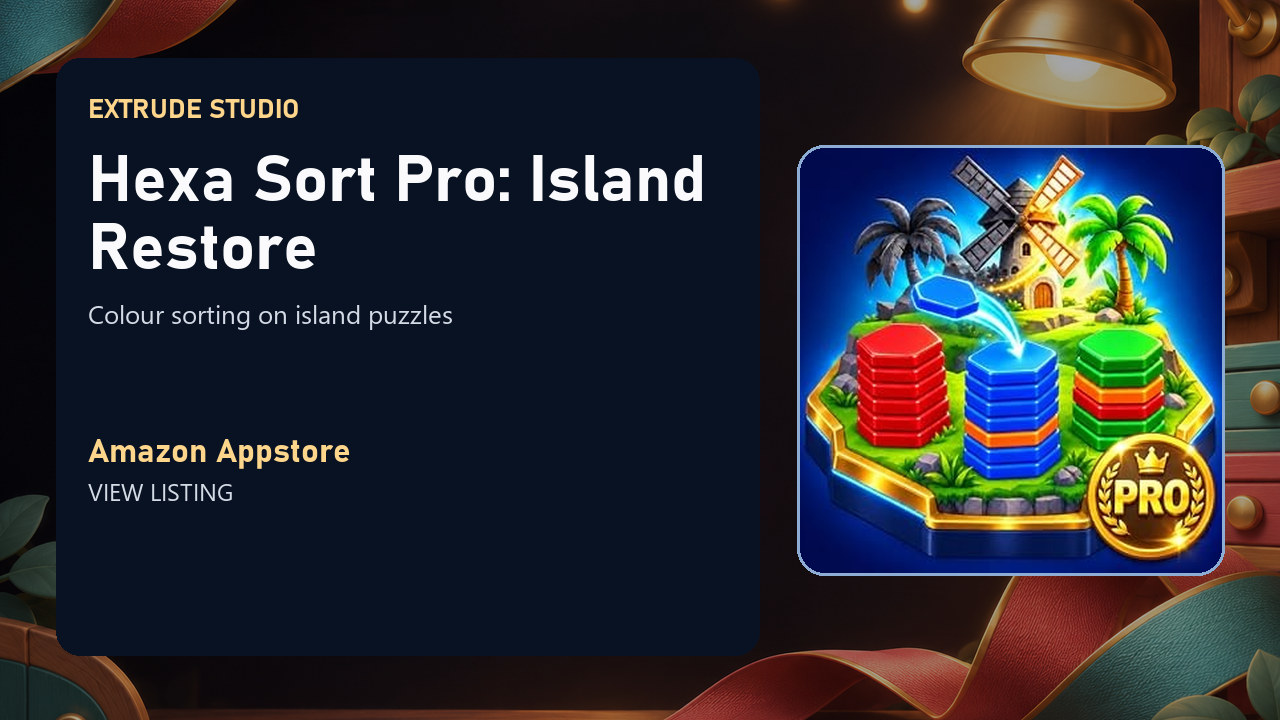 EXTRUDE STUDIO
Hexa Sort Pro: Island
Restore
Colour sorting on island puzzles
Amazon Appstore
VIEW LISTING
PRO